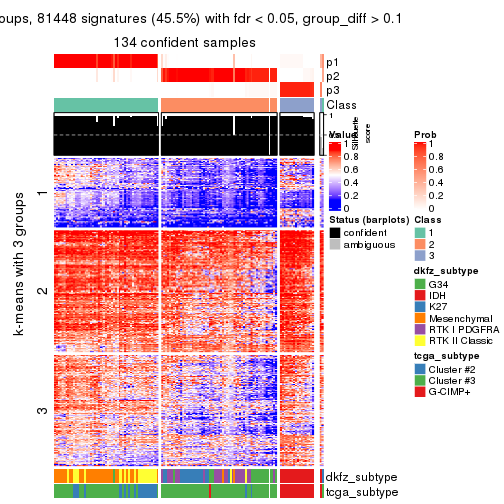 oups, 81448 signatures (45.5%) with fdr < 0.05, group_diff > 0.1
134 confident samples
p1
p2
p3
Class
1
Silhouette
score
k-means with 3 groups
1
2
3
dkfz_subtype
tcga_subtype
Value
1
0.8
0.6
0.4
0.2
0
Prob
1
0.8
0.6
0.4
0.2
0
Status (barplots)
confident
ambiguous
Class
1
2
3
dkfz_subtype
G34
IDH
K27
Mesenchymal
RTK I PDGFRA
RTK II Classic
tcga_subtype
Cluster #2
Cluster #3
G-CIMP+